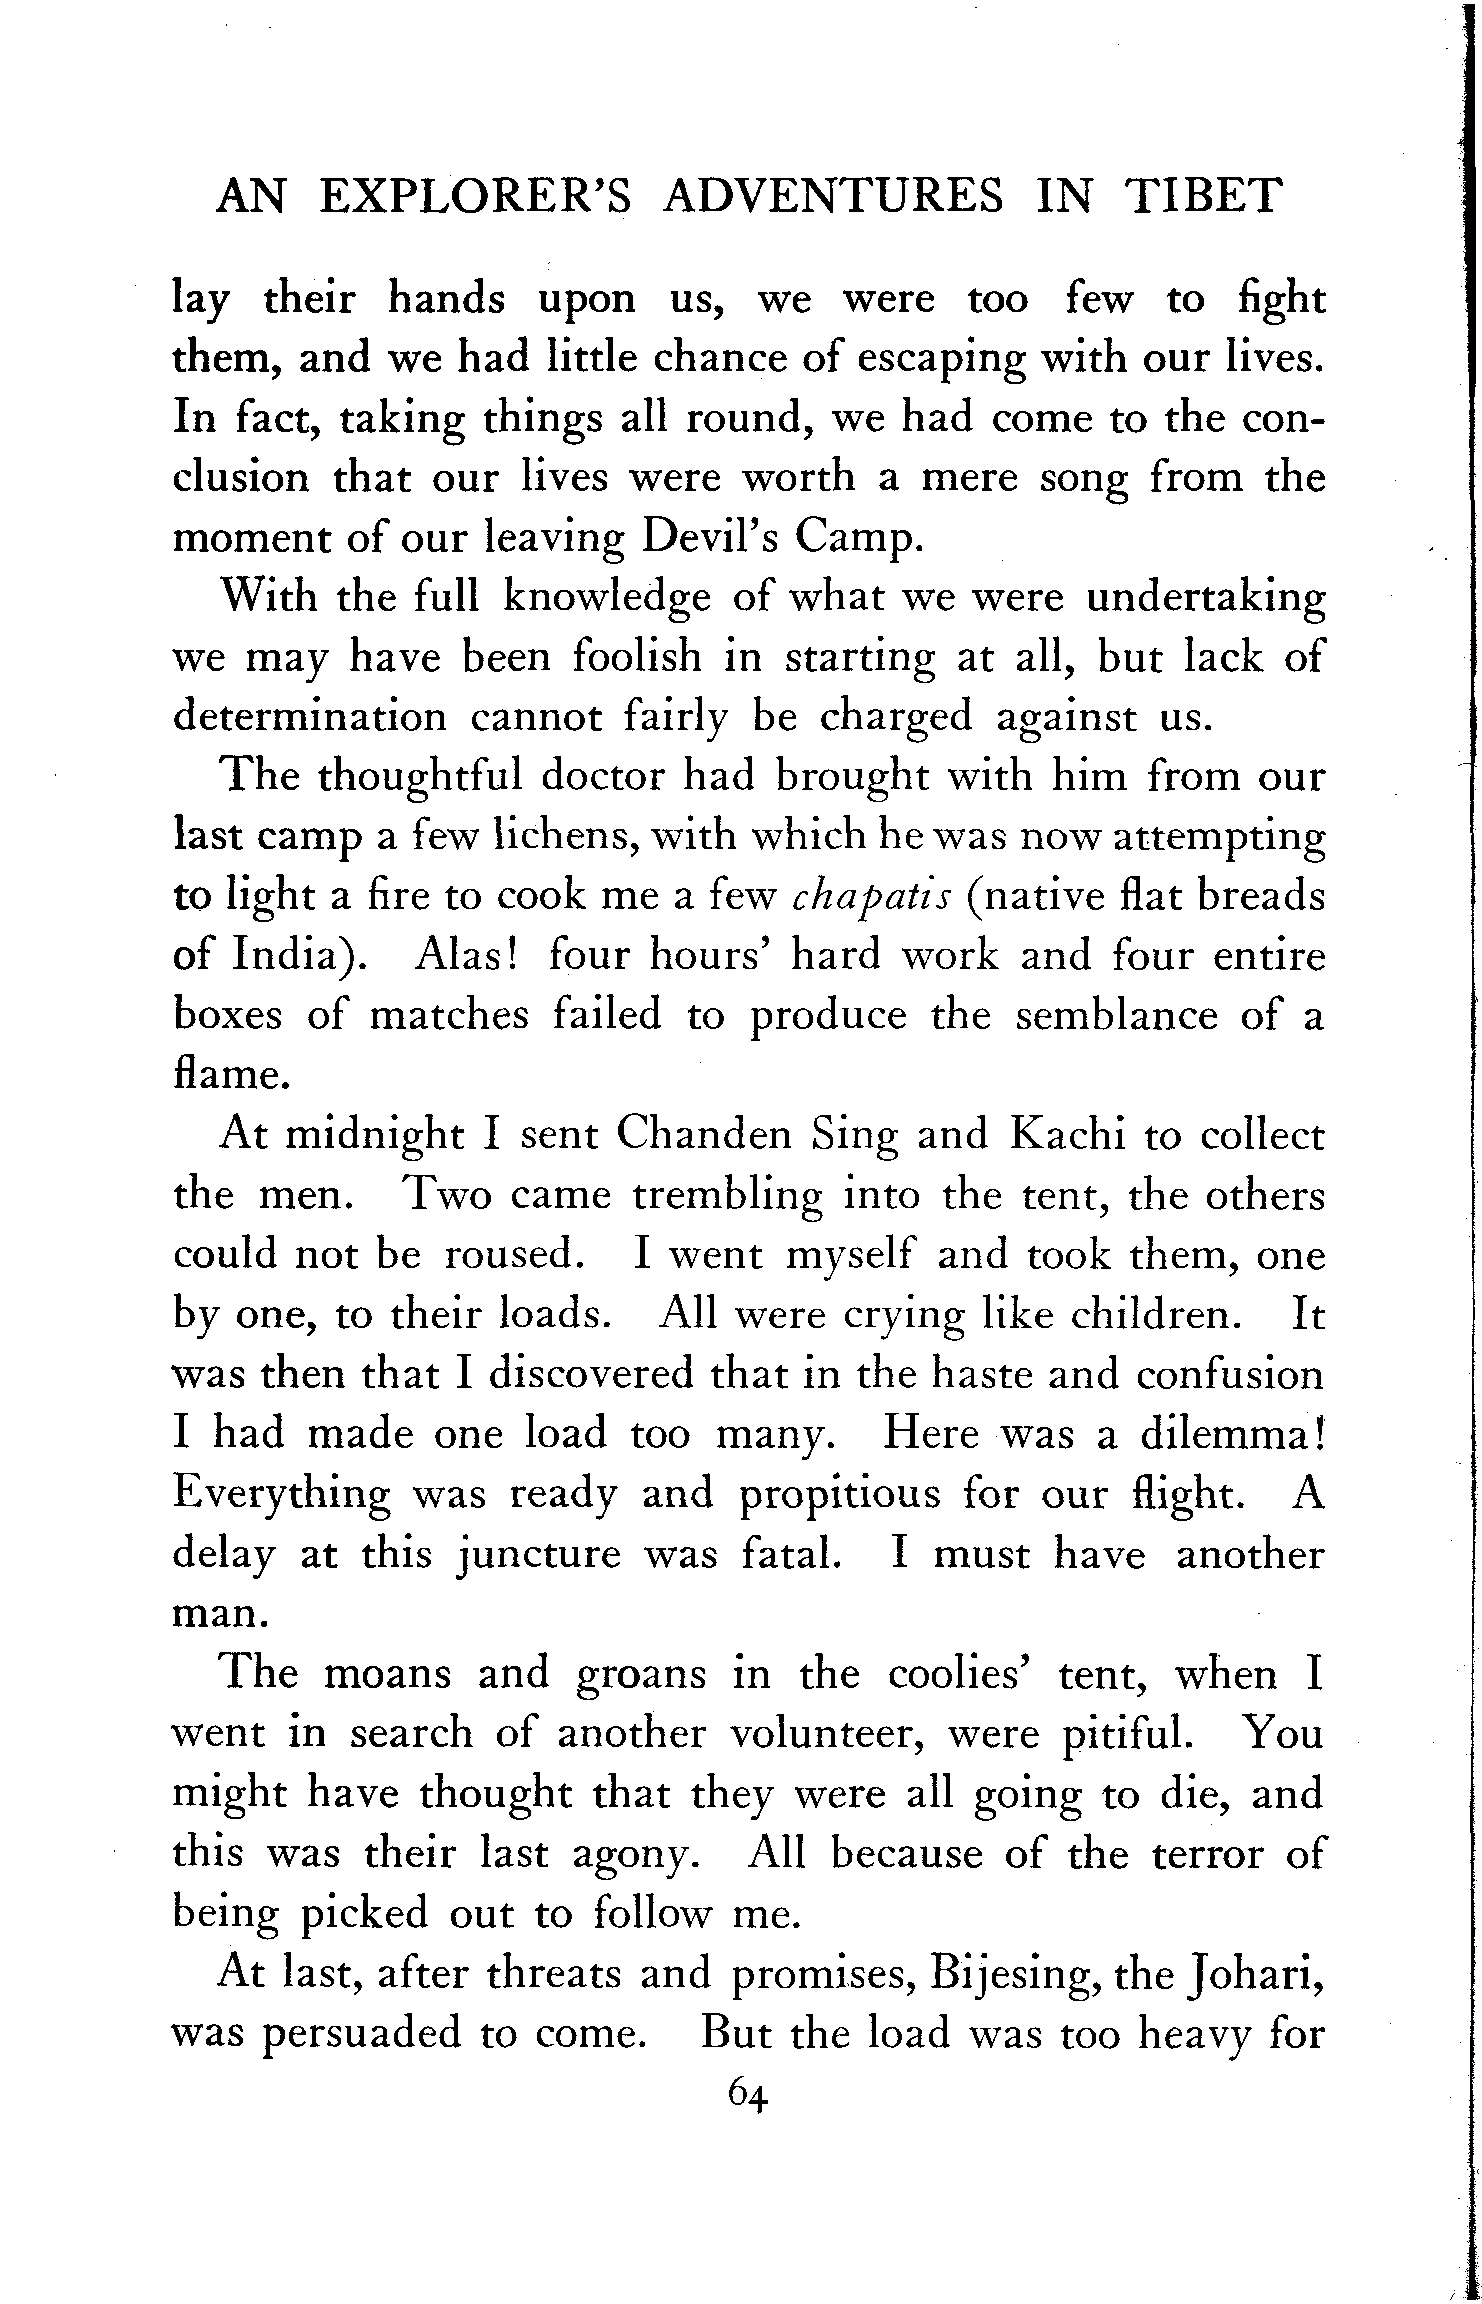 AN EXPLORER'S ADVENTURES IN TIBET
lay their hands upon us, we were too few to fight
them, and we had little chance of escaping with our lives.
In fact, taking things all round, we had come to the con-
clusion that our lives were worth a mere song from the
moment of our leaving Devil's Camp.
With the full knowledge of what we were undertaking
we may have been foolish in starting at all, but lack of
determination cannot fairly be charged against us.
The thoughtful doctor had brought with him from our
last camp a few lichens, with which he was now attempting
to light a fire to cook me a few chapatis (native flat breads
of India). Alas! four hours' hard work and four entire
boxes of matches failed to produce the semblance of a
flame.
At midnight I sent Chanden Sing and Kachi to collect
the men. Two came trembling into the tent, the others
could not be roused. I went myself and took them, one
by one, to their loads. All were crying like children. It
was then that I discovered that in the haste and confusion
I had made one load too many. Here was a dilemma!
Everything was ready and propitious for our flight. A
delay at this juncture was fatal. I must have another
man.
The moans and groans in the coolies' tent, when I
went in search of another volunteer, were pitiful. You
might have thought that they were all going to die, and
this was their last agony. All because of the terror of
being picked out to follow me.
At last, after threats and promises, Bijesing, the Johari,
was persuaded to come. But the load was too heavy for
64